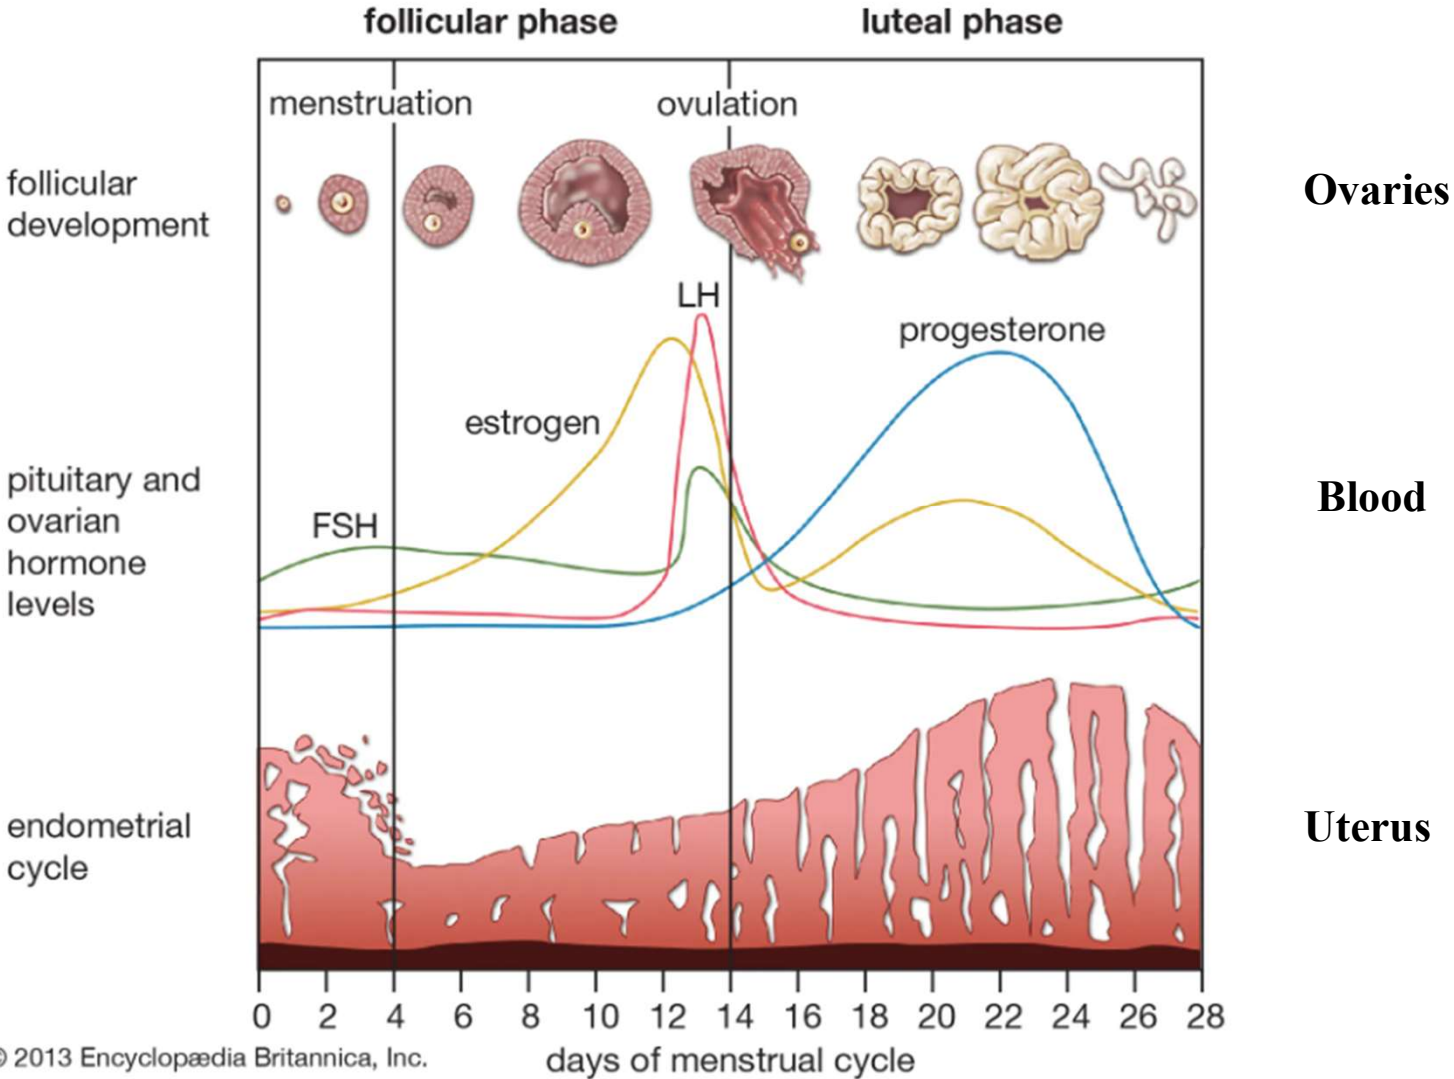 follicular phase
luteal phase
menstruation
ovulation
follicular
development
Ovaries
LH
progesterone
estrogen
pituitary and
ovarian
hormone
levels
FSH
Blood
endometrial
cycle
Uterus
0 2 4 6 8 10 12 14 16 18 20 22 24 26 28
© 2013 Encyclopædia Britannica, Inc.
days of menstrual cycle